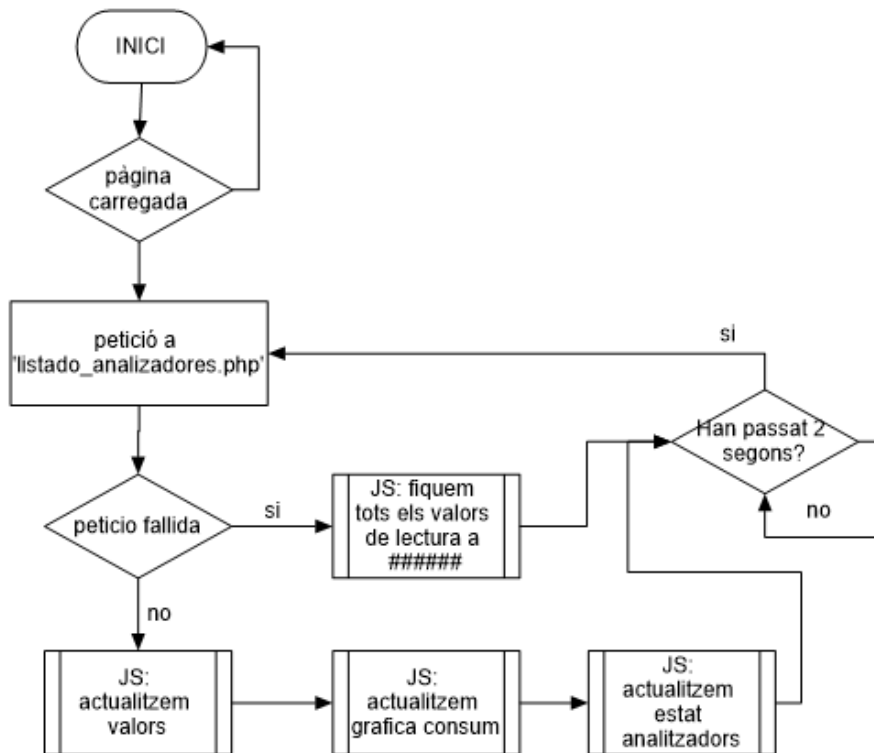 INICI
pàgina
carregada
petició a
'listado_analizadores.php'
si
Han passat 2
segons?
no
peticio fallida
si
JS: fiquem
tots els valors
de lectura a
######
no
JS:
actualitzem
valors
JS:
actualitzem
grafica consum
JS:
actualitzem
estat
analitzadors